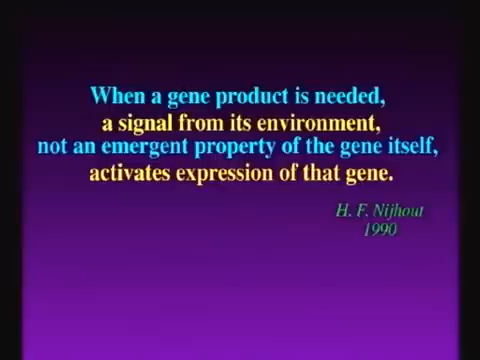 When a gene product is needed,
a signal from its environment,
not an emergent property of the gene itself,
activates expression of that gene.
H. F. Nijhout
1990